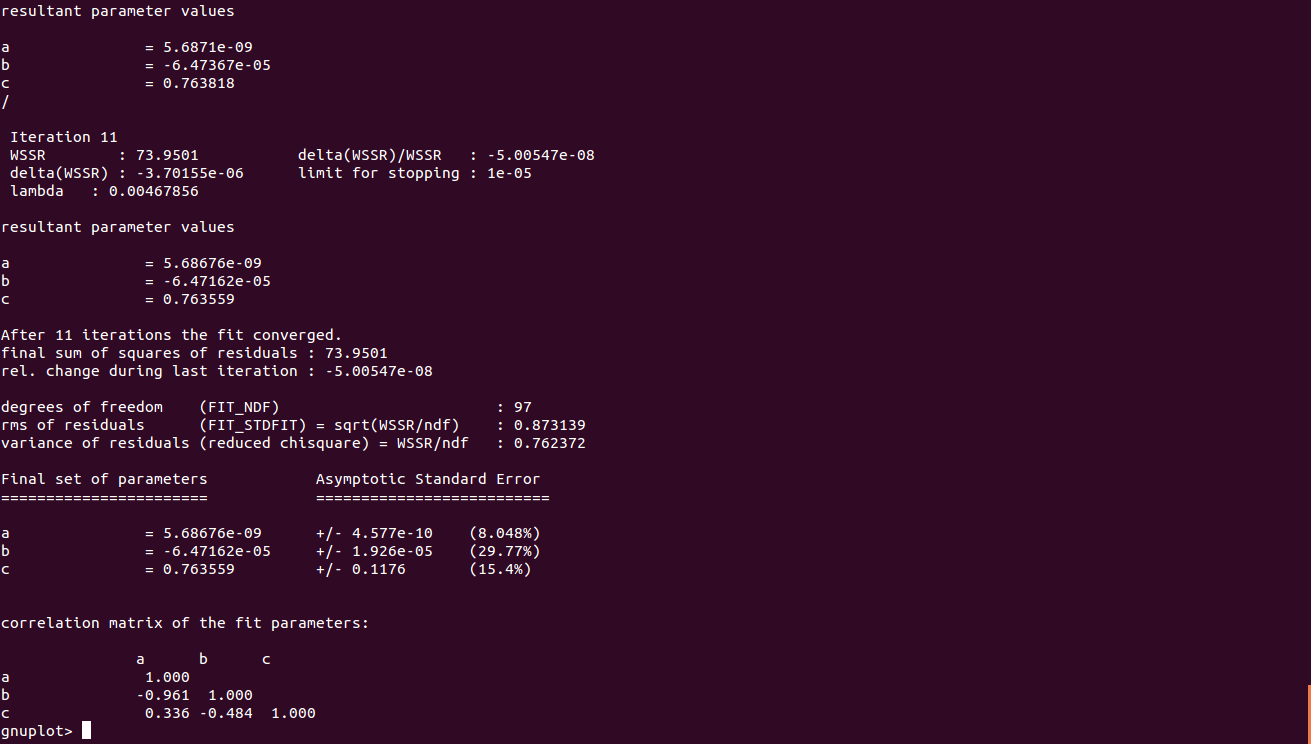 resultant parameter values
a = 5.6871e-09
b = -6.47367e-05
c = 0.763818
/
Iteration 11
WSSR : 73.9501 delta(WSSR)/WSSR : -5.00547e-08
delta(WSSR) : -3.70155e-06 limit for stopping : 1e-05
lambda : 0.00467856
resultant parameter values
a = 5.68676e-09
b = -6.47162e-05
c = 0.763559
After 11 iterations the fit converged.
final sum of squares of residuals : 73.9501
rel. change during last iteration : -5.00547e-08
degrees of freedom (FIT_NDF) : 97
rms of residuals (FIT_STDFIT) = sqrt(WSSR/ndf) : 0.873139
variance of residuals (reduced chisquare) = WSSR/ndf : 0.762372
Final set of parameters Asymptotic Standard Error
======================= ==========================
a = 5.68676e-09 +/- 4.577e-10 (8.048%)
b = -6.47162e-05 +/- 1.926e-05 (29.77%)
c = 0.763559 +/- 0.1176 (15.4%)
correlation matrix of the fit parameters:
a b c
a 1.000
b -0.961 1.000
c 0.336 -0.484 1.000
gnuplot>